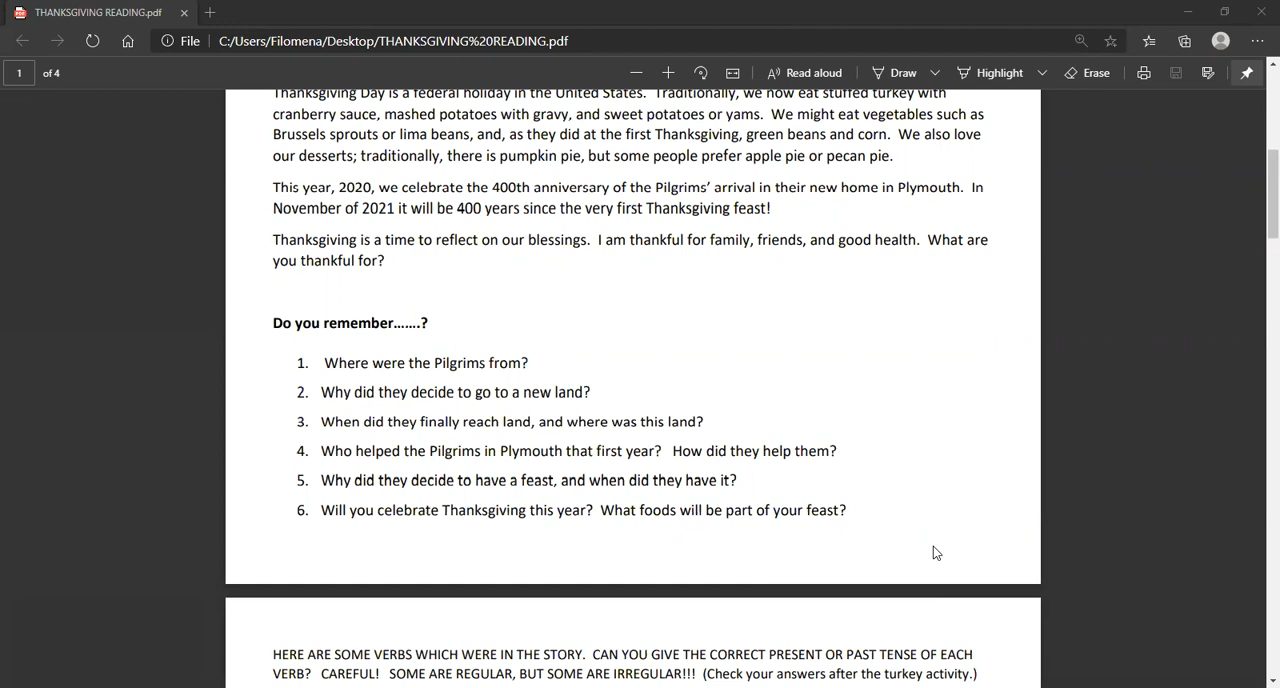 THANKSGIVING READING.pdf
File C:/Users/Filomena/Desktop/THANKSGIVING%20READING.pdf
1 of 4 Read aloud Draw Highlight Erase
Thanksgiving Day is a federal holiday in the United States. Traditionally, we now eat stuffed turkey with
cranberry sauce, mashed potatoes with gravy, and sweet potatoes or yams. We might eat vegetables such as
Brussels sprouts or lima beans, and, as they did at the first Thanksgiving, green beans and corn. We also love
our desserts; traditionally, there is pumpkin pie, but some people prefer apple pie or pecan pie.
This year, 2020, we celebrate the 400th anniversary of the Pilgrims' arrival in their new home in Plymouth. In
November of 2021 it will be 400 years since the very first Thanksgiving feast!
Thanksgiving is a time to reflect on our blessings. I am thankful for family, friends, and good health. What are
you thankful for?
Do you remember.......?
1. Where were the Pilgrims from?
2. Why did they decide to go to a new land?
3. When did they finally reach land, and where was this land?
4. Who helped the Pilgrims in Plymouth that first year? How did they help them?
5. Why did they decide to have a feast, and when did they have it?
6. Will you celebrate Thanksgiving this year? What foods will be part of your feast?
HERE ARE SOME VERBS WHICH WERE IN THE STORY. CAN YOU GIVE THE CORRECT PRESENT OR PAST TENSE OF EACH
VERB? CAREFUL! SOME ARE REGULAR, BUT SOME ARE IRREGULAR!!! (Check your answers after the turkey activity.)